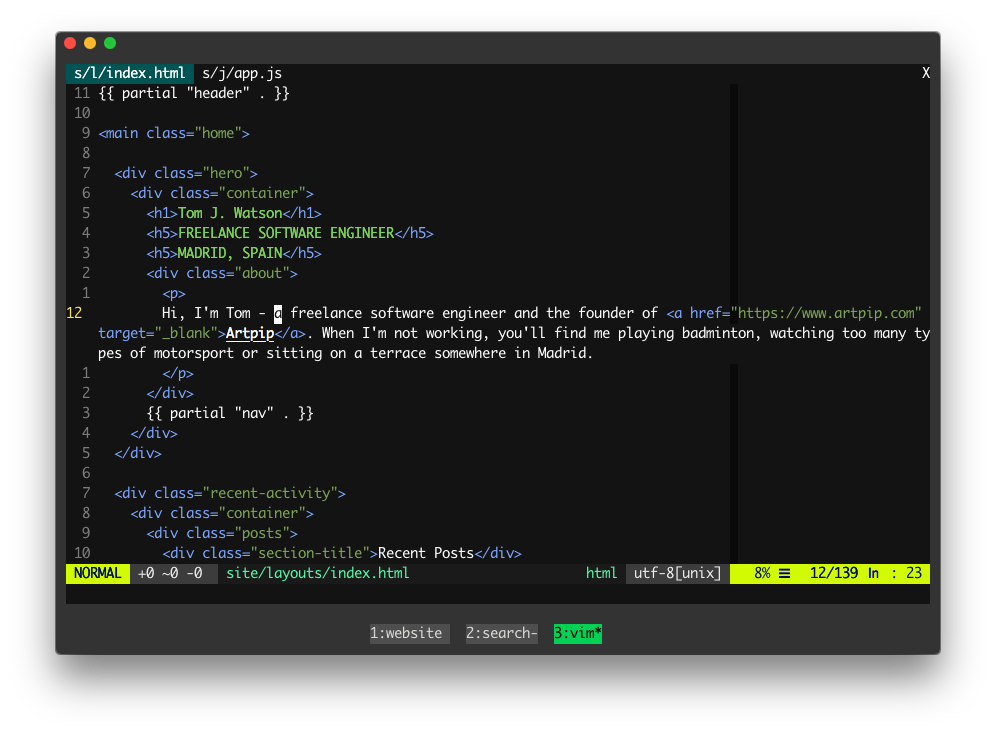 s/l/index.html s/j/app.js X
11 {{ partial "header" . }}
10
9 <main class="home">
8
7   <div class="hero">
6     <div class="container">
5       <h1>Tom J. Watson</h1>
4       <h5>FREELANCE SOFTWARE ENGINEER</h5>
3       <h5>MADRID, SPAIN</h5>
2       <div class="about">
1         <p>
12         Hi, I'm Tom - a freelance software engineer and the founder of <a href="https://www.artpip.com"
target="_blank">Artpip</a>. When I'm not working, you'll find me playing badminton, watching too many ty
pes of motorsport or sitting on a terrace somewhere in Madrid.
1         </p>
2       </div>
3       {{ partial "nav" . }}
4     </div>
5   </div>
6
7   <div class="recent-activity">
8     <div class="container">
9       <div class="posts">
10         <div class="section-title">Recent Posts</div>
NORMAL +0 ~0 -0 site/layouts/index.html html utf-8[unix] 8% ☰ 12/139 ln : 23
1:website 2:search- 3:vim*